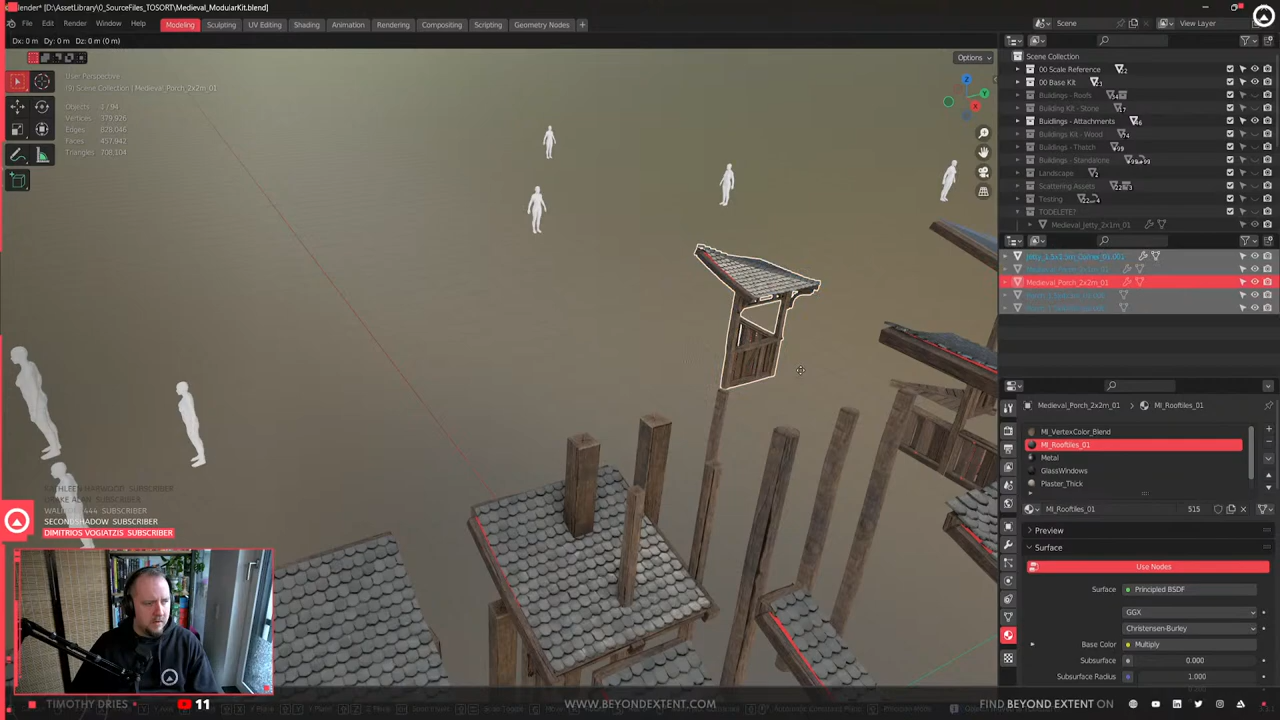 Blender* [D:\AssetLibrary\0_SourceFiles_TOSORT\Medieval_ModularKit.blend]
File Edit Render Window Help
Modeling Sculpting UV Editing Shading Animation Rendering Compositing Scripting Geometry Nodes +
Scene
View Layer
Dx: 0 m Dy: 0 m Dz: 0 m (0 m)
Options
User Perspective
(9) Scene Collection | Medieval_Porch_2x2m_01
Objects 1 / 94
Vertices 379,926
Edges 828,046
Faces 457,942
Triangles 708,104
Z
Y
X
Scene Collection
00 Scale Reference
00 Base Kit
Buildings - Roofs
Building Kit - Stone
Buidlings - Attachments
Buildings Kit - Wood
Buildings - Thatch
Buildings - Standalone
Landscape
Scattering Assets
Testing
TODELETE?
Medieval_Jetty_2x2m_01
Medieval_Porch_2x2m_01
Medieval_Porch_2x2m_01
MI_Rooftiles_01
MI_VertexColor_Blend
MI_Rooftiles_01
Metal
GlassWindows
Plaster_Thick
MI_Rooftiles_01
515
Preview
Surface
Use Nodes
Surface: Principled BSDF
GGX
Christensen-Burley
Base Color Multiply
Subsurface 0.000
Subsurface Radius 1.000
SUBSCRIBER
SUBSCRIBER
SUBSCRIBER
SECONDSHADOW SUBSCRIBER
DIMITRIOS VOGIATZIS SUBSCRIBER
TIMOTHY DRIES
11
WWW.BEYONDEXTENT.COM
FIND BEYOND EXTENT ON